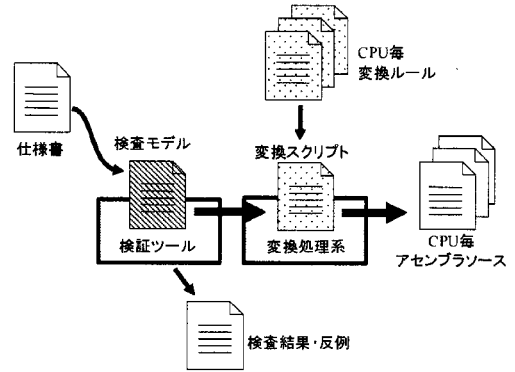 CPU毎
変換ルール
仕様書
検査モデル
変換スクリプト
検証ツール
変換処理系
CPU毎
アセンブラソース
検査結果・反例